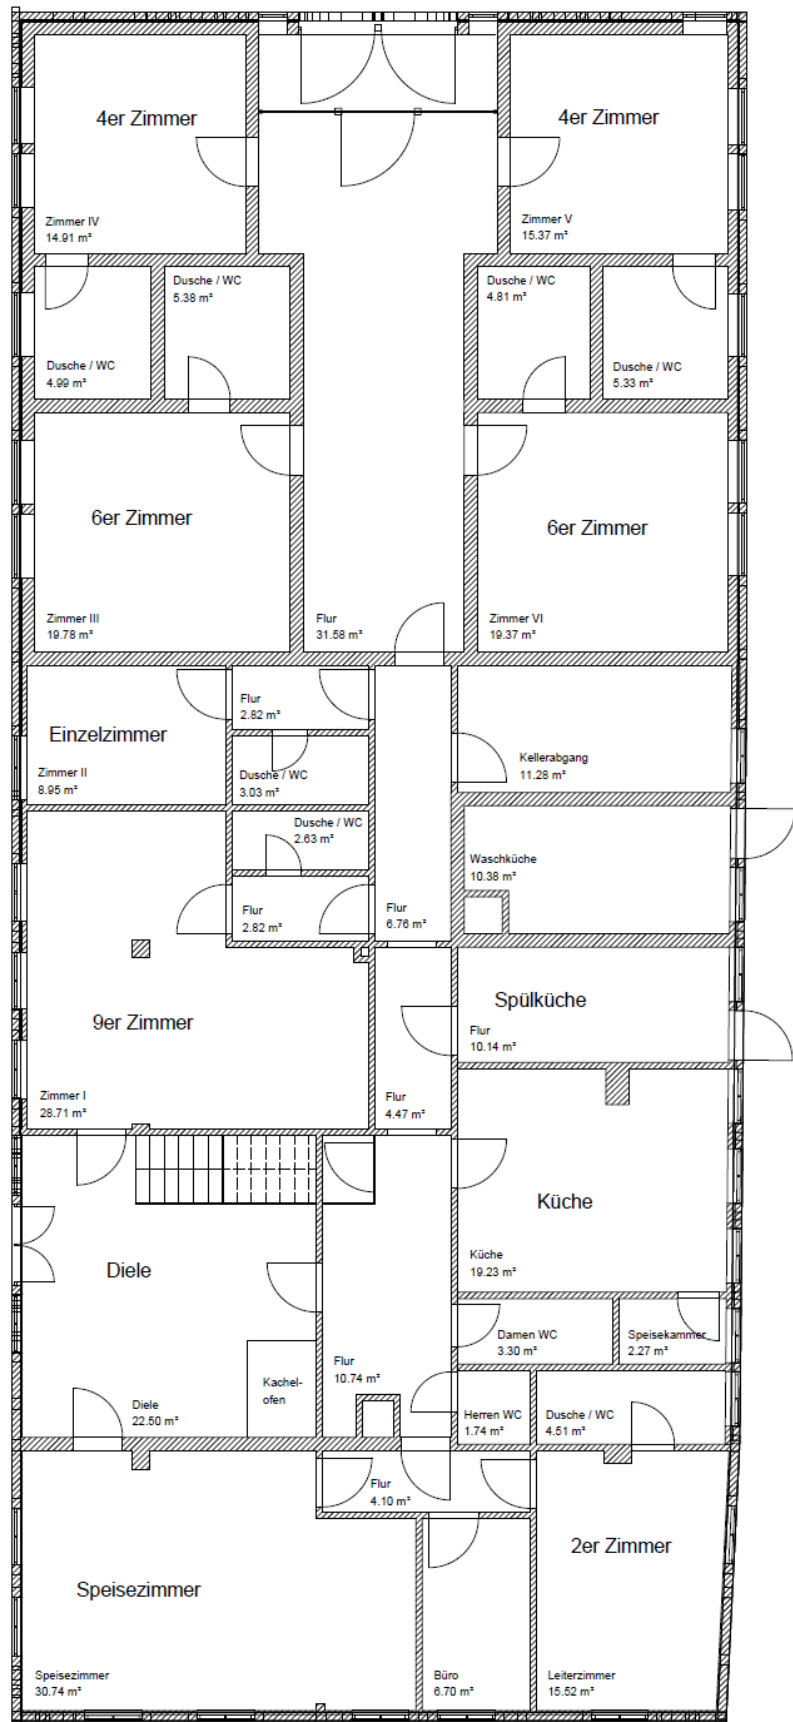 4er Zimmer
4er Zimmer
Zimmer IV
14.91 m²
Zimmer V
15.37 m²
Dusche / WC
5.38 m²
Dusche / WC
4.81 m²
Dusche / WC
4.99 m²
Dusche / WC
5.33 m²
6er Zimmer
6er Zimmer
Zimmer III
19.78 m²
Flur
31.58 m²
Zimmer VI
19.37 m²
Flur
2.82 m²
Einzelzimmer
Zimmer II
8.95 m²
Dusche / WC
3.03 m²
Kellerabgang
11.28 m²
Dusche / WC
2.63 m²
Waschküche
10.38 m²
Flur
2.82 m²
Flur
6.76 m²
9er Zimmer
Spülküche
Flur
10.14 m²
Zimmer I
28.71 m²
Flur
4.47 m²
Küche
Küche
19.23 m²
Diele
Damen WC
3.30 m²
Speisekammer
2.27 m²
Flur
10.74 m²
Kachel-
ofen
Diele
22.50 m²
Herren WC
1.74 m²
Dusche / WC
4.51 m²
Flur
4.10 m²
2er Zimmer
Speisezimmer
Speisezimmer
30.74 m²
Büro
6.70 m²
Leiterzimmer
15.52 m²